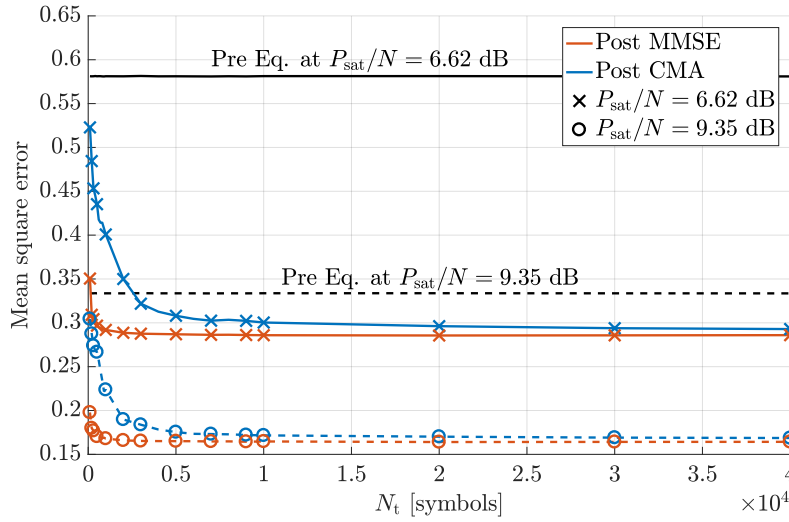 0.65
0.6
0.55
0.5
0.45
0.4
0.35
0.3
0.25
0.2
0.15
Mean square error
Pre Eq. at P_sat/N = 6.62 dB
Pre Eq. at P_sat/N = 9.35 dB
Post MMSE
Post CMA
P_sat/N = 6.62 dB
P_sat/N = 9.35 dB
0 0.5 1 1.5 2 2.5 3 3.5 4
N_t [symbols]
×10^4